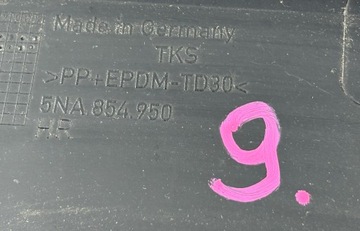 Made in Germany
TKS
>PP+EPDM-TD30<
5NA.854.950
9.